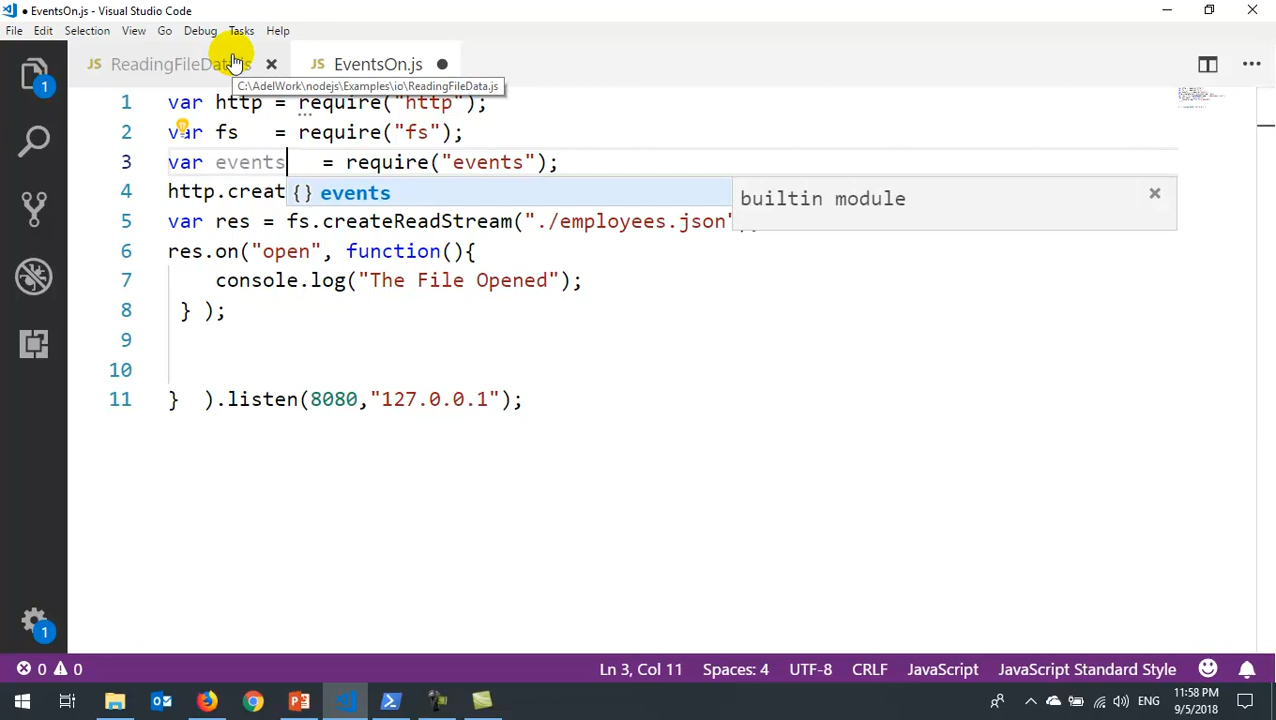 EventsOn.js - Visual Studio Code
File Edit Selection View Go Debug Tasks Help
JS ReadingFileDat s JS EventsOn.js
C:\AdelWork\nodejs\Examples\io\ReadingFileData.js
1 var http = require("http");
2 var fs = require("fs");
3 var events = require("events");
4 http.creat
{} events
builtin module
5 var res = fs.createReadStream("./employees.json"
6 res.on("open", function(){
7 console.log("The File Opened");
8 } );
9
10
11 } ).listen(8080,"127.0.0.1");
1
1
0 0 Ln 3, Col 11 Spaces: 4 UTF-8 CRLF JavaScript JavaScript Standard Style
ENG 11:58 PM
9/5/2018